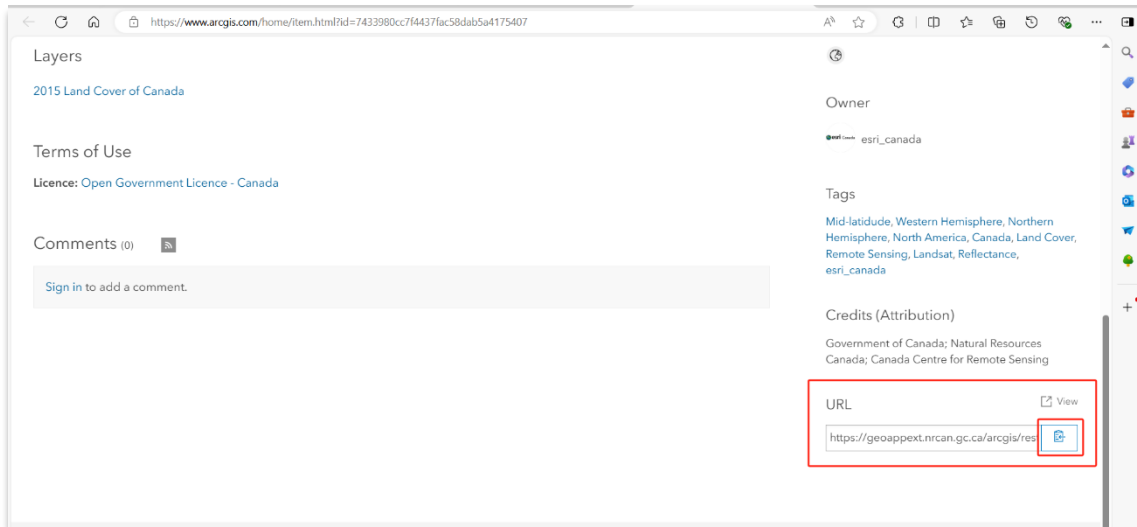 https://www.arcgis.com/home/item.html?id=7433980cc7f4437fac58dab5a4175407
Layers
2015 Land Cover of Canada
Terms of Use
Licence: Open Government Licence - Canada
Comments (0)
Sign in to add a comment.
Owner
esri_canada
Tags
Mid-latidude, Western Hemisphere, Northern
Hemisphere, North America, Canada, Land Cover,
Remote Sensing, Landsat, Reflectance,
esri_canada
Credits (Attribution)
Government of Canada; Natural Resources
Canada; Canada Centre for Remote Sensing
URL
View
https://geoappext.nrcan.gc.ca/arcgis/res